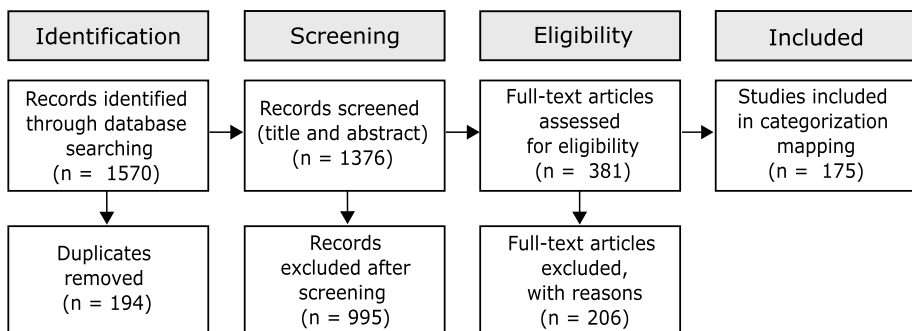 Identification
Screening
Eligibility
Included
Records identified
through database
searching
(n = 1570)
Records screened
(title and abstract)
(n = 1376)
Full-text articles
assessed
for eligibility
(n = 381)
Studies included
in categorization
mapping
(n = 175)
Duplicates
removed
(n = 194)
Records
excluded after
screening
(n = 995)
Full-text articles
excluded,
with reasons
(n = 206)